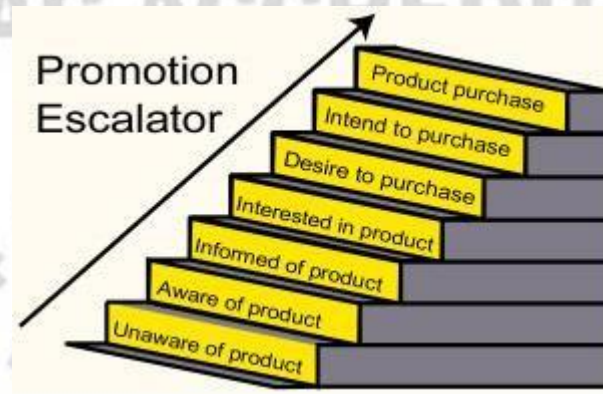 Promotion
Escalator
Product purchase
Intend to purchase
Desire to purchase
Interested in product
Informed of product
Aware of product
Unaware of product